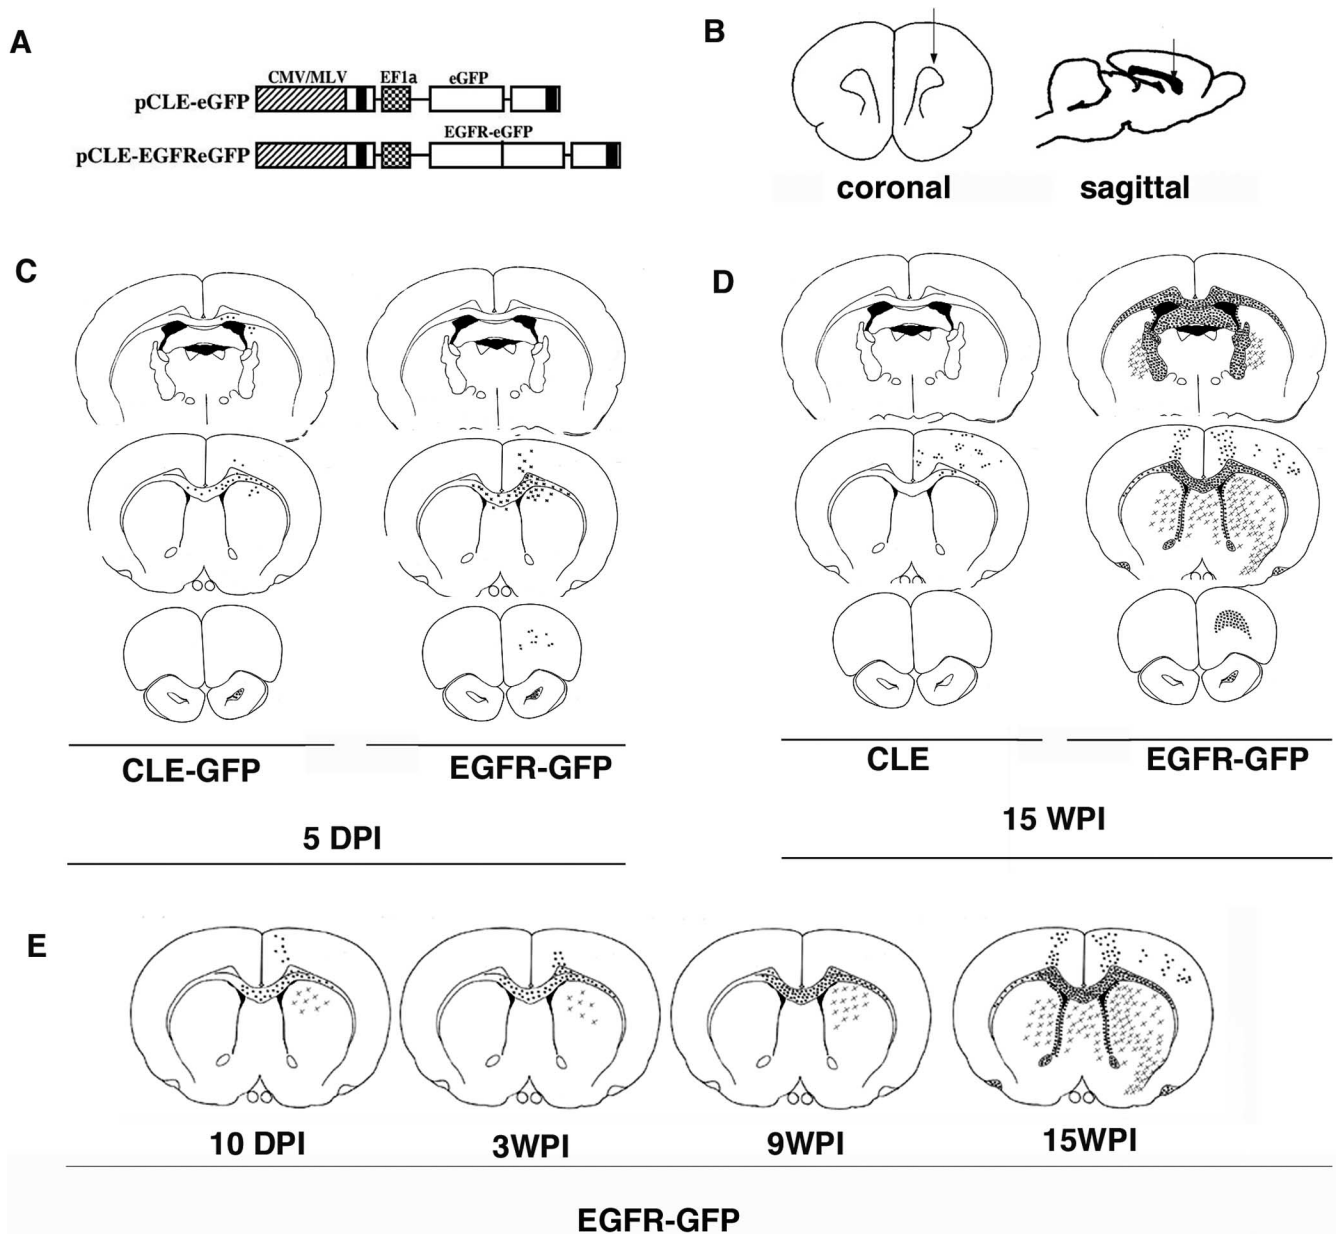 A
CMV/MLV EF1a eGFP
pCLE-eGFP
EGFR-eGFP
pCLE-EGFReGFP
B
coronal sagittal
C
CLE-GFP EGFR-GFP
5 DPI
D
CLE EGFR-GFP
15 WPI
E
10 DPI 3WPI 9WPI 15WPI
EGFR-GFP